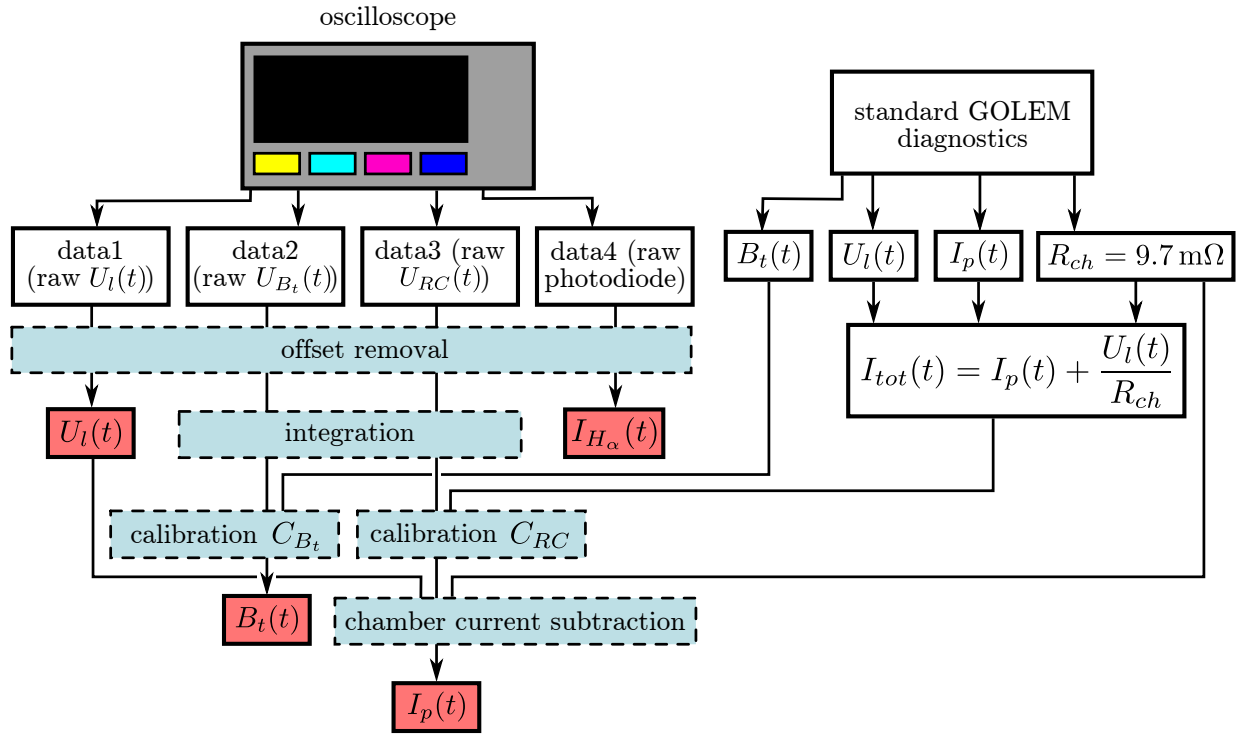 oscilloscope
standard GOLEM
diagnostics
data1
(raw U_l(t))
data2
(raw U_{B_t}(t))
data3 (raw
U_{RC}(t))
data4 (raw
photodiode)
B_t(t)
U_l(t)
I_p(t)
R_{ch} = 9.7 mΩ
offset removal
I_{tot}(t) = I_p(t) + \frac{U_l(t)}{R_{ch}}
U_l(t)
integration
I_{H_α}(t)
calibration C_{B_t}
calibration C_{RC}
B_t(t)
chamber current subtraction
I_p(t)